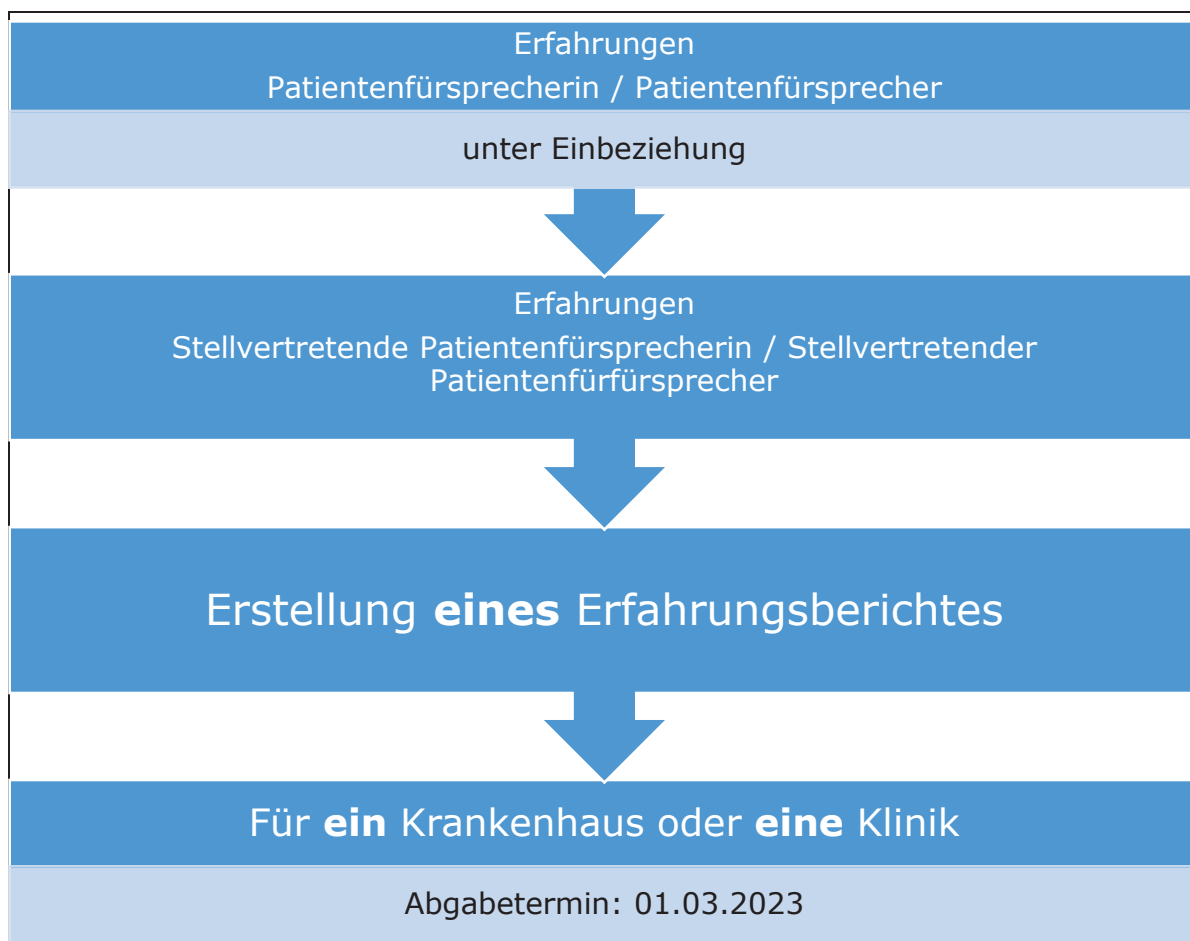 Erfahrungen
Patientenfürsprecherin / Patientenfürsprecher
unter Einbeziehung
Erfahrungen
Stellvertretende Patientenfürsprecherin / Stellvertretender
Patientenfürfürsprecher
Erstellung eines Erfahrungsberichtes
Für ein Krankenhaus oder eine Klinik
Abgabetermin: 01.03.2023